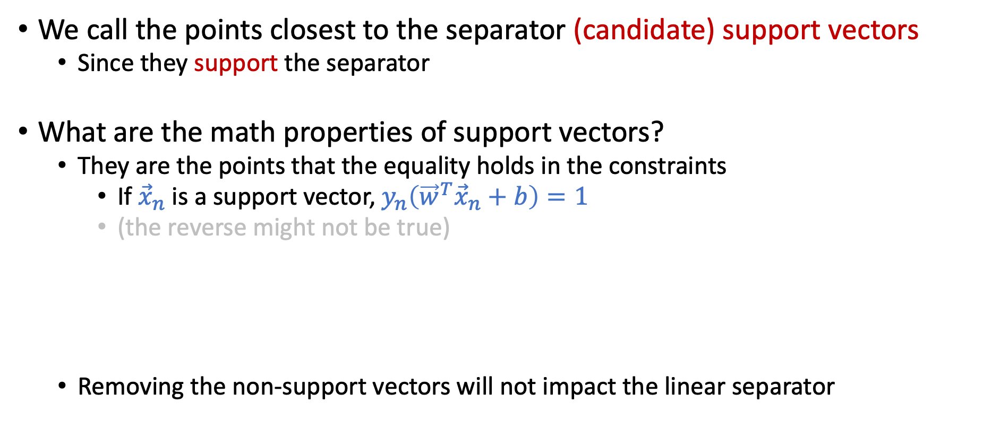 • We call the points closest to the separator (candidate) support vectors
• Since they support the separator
• What are the math properties of support vectors?
• They are the points that the equality holds in the constraints
• If $\vec{x}_n$ is a support vector, $y_n(\vec{w}^T\vec{x}_n + b) = 1$
• (the reverse might not be true)
• Removing the non-support vectors will not impact the linear separator